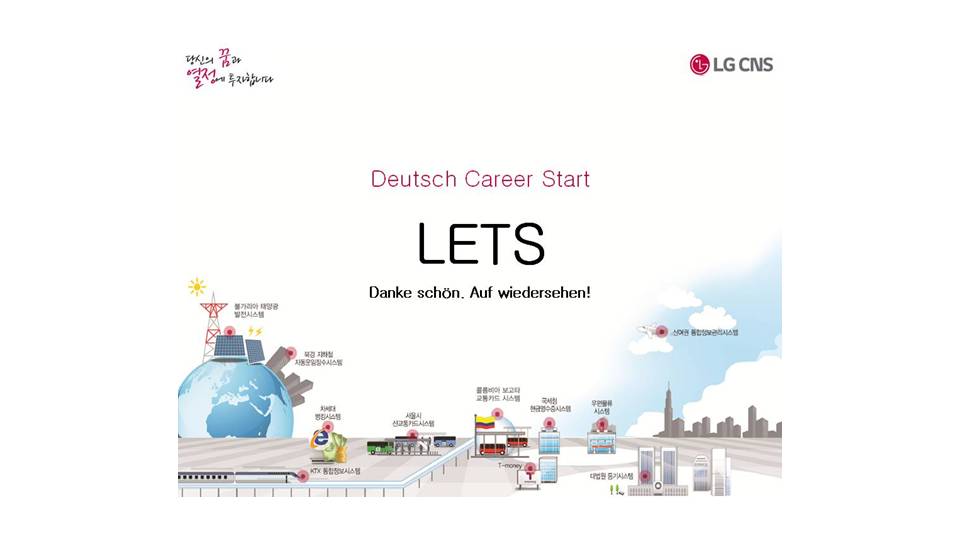 당신의 꿈과
열정에 투자합니다
LG CNS
Deutsch Career Start
LETS
Danke schön. Auf wiedersehen!
불가리아 태양광
발전시스템
북경 지하철
자동운임징수시스템
신여권 통합정보관리시스템
차세대
뱅킹시스템
서울시
신교통카드시스템
콜롬비아 보고타
교통카드 시스템
국세청
현금영수증시스템
우편물류
시스템
KTX 통합정보시스템
T-money
대법원 등기시스템